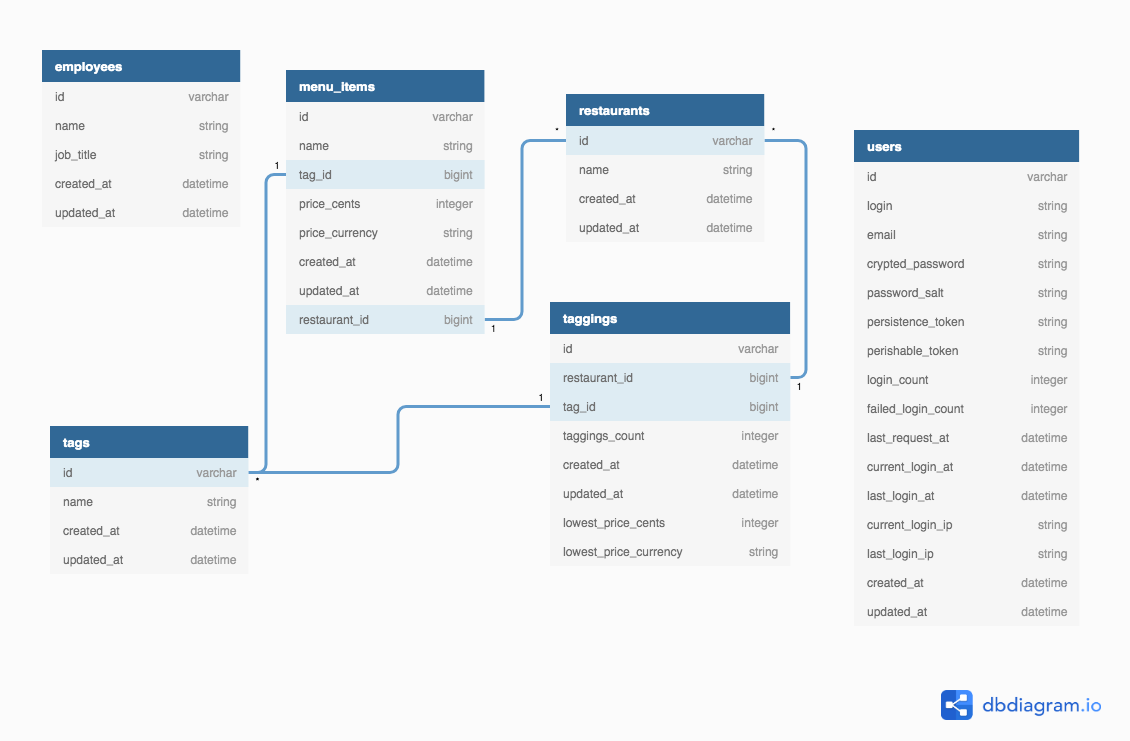 employees
id varchar
name string
job_title string
created_at datetime
updated_at datetime
menu_items
id varchar
name string
1
tag_id bigint
price_cents integer
price_currency string
created_at datetime
updated_at datetime
restaurant_id bigint
1
restaurants
* *
id varchar
name string
created_at datetime
updated_at datetime
taggings
id varchar
restaurant_id bigint
1
1
tag_id bigint
taggings_count integer
created_at datetime
updated_at datetime
lowest_price_cents integer
lowest_price_currency string
tags
id varchar
*
name string
created_at datetime
updated_at datetime
users
id varchar
login string
email string
crypted_password string
password_salt string
persistence_token string
perishable_token string
login_count integer
failed_login_count integer
last_request_at datetime
current_login_at datetime
last_login_at datetime
current_login_ip string
last_login_ip string
created_at datetime
updated_at datetime
dbdiagram.io